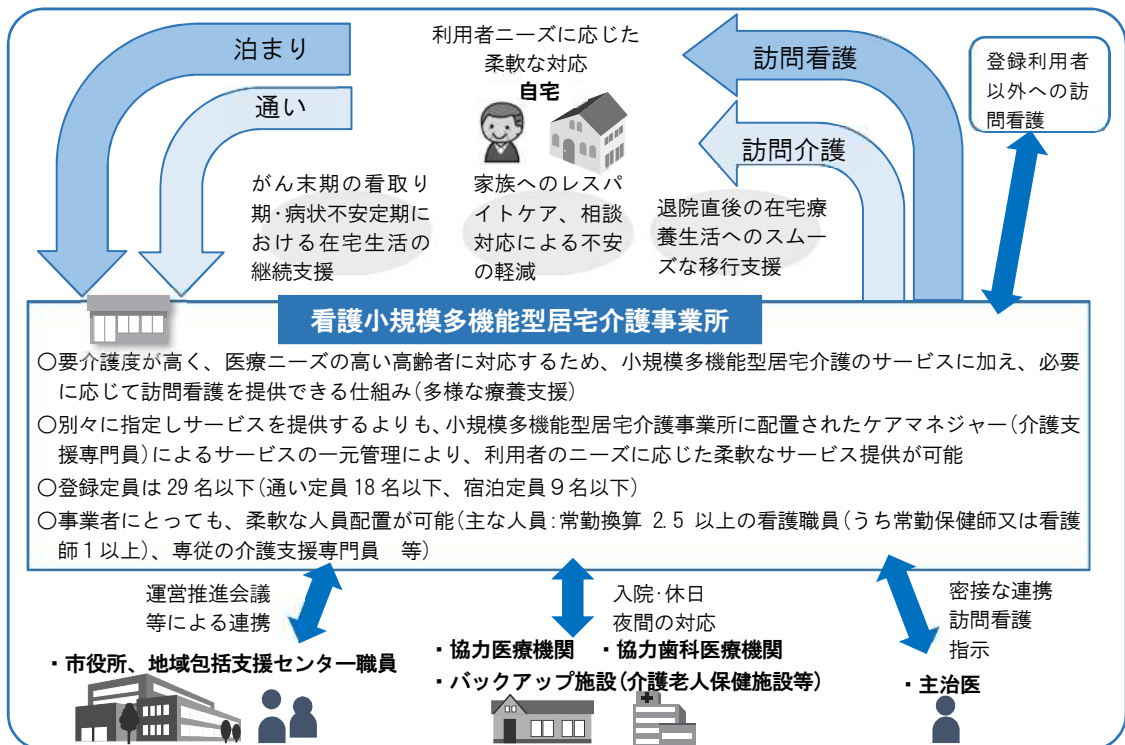 泊まり
通い
利用者ニーズに応じた
柔軟な対応
自宅
訪問看護
訪問介護
登録利用者
以外への訪
問看護
がん末期の看取り
期・病状不安定期に
おける在宅生活の
継続支援
家族へのレスパ
イトケア、相談
対応による不安
の軽減
退院直後の在宅療
養生活へのスムー
ズな移行支援
看護小規模多機能型居宅介護事業所
○要介護度が高く、医療ニーズの高い高齢者に対応するため、小規模多機能型居宅介護のサービスに加え、必要
に応じて訪問看護を提供できる仕組み(多様な療養支援)
○別々に指定しサービスを提供するよりも、小規模多機能型居宅介護事業所に配置されたケアマネジャー(介護支
援専門員)によるサービスの一元管理により、利用者のニーズに応じた柔軟なサービス提供が可能
○登録定員は 29 名以下(通い定員 18 名以下、宿泊定員９名以下)
○事業者にとっても、柔軟な人員配置が可能(主な人員:常勤換算 2.5 以上の看護職員(うち常勤保健師又は看護
師１以上)、専従の介護支援専門員　等)
運営推進会議
等による連携
・市役所、地域包括支援センター職員
入院・休日
夜間の対応
・協力医療機関　・協力歯科医療機関
・バックアップ施設(介護老人保健施設等)
密接な連携
訪問看護
指示
・主治医